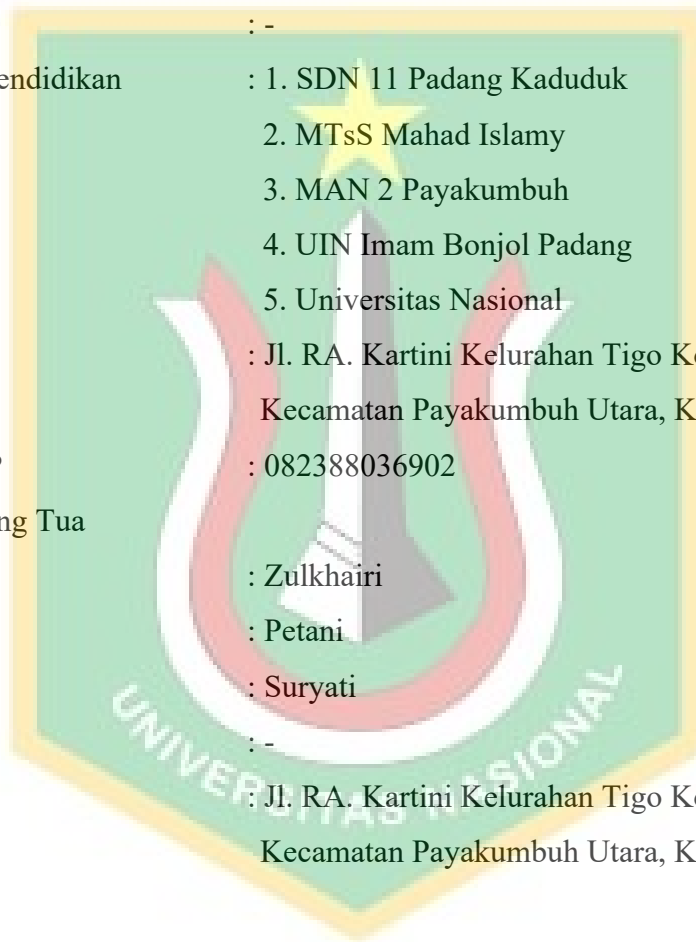 : -
endidikan : 1. SDN 11 Padang Kaduduk
2. MTsS Mahad Islamy
3. MAN 2 Payakumbuh
4. UIN Imam Bonjol Padang
5. Universitas Nasional
: Jl. RA. Kartini Kelurahan Tigo K
Kecamatan Payakumbuh Utara, K
: 082388036902
ng Tua
: Zulkhairi
: Petani
: Suryati
: -
: Jl. RA. Kartini Kelurahan Tigo K
Kecamatan Payakumbuh Utara, K
UNIVERSITAS NASIONAL